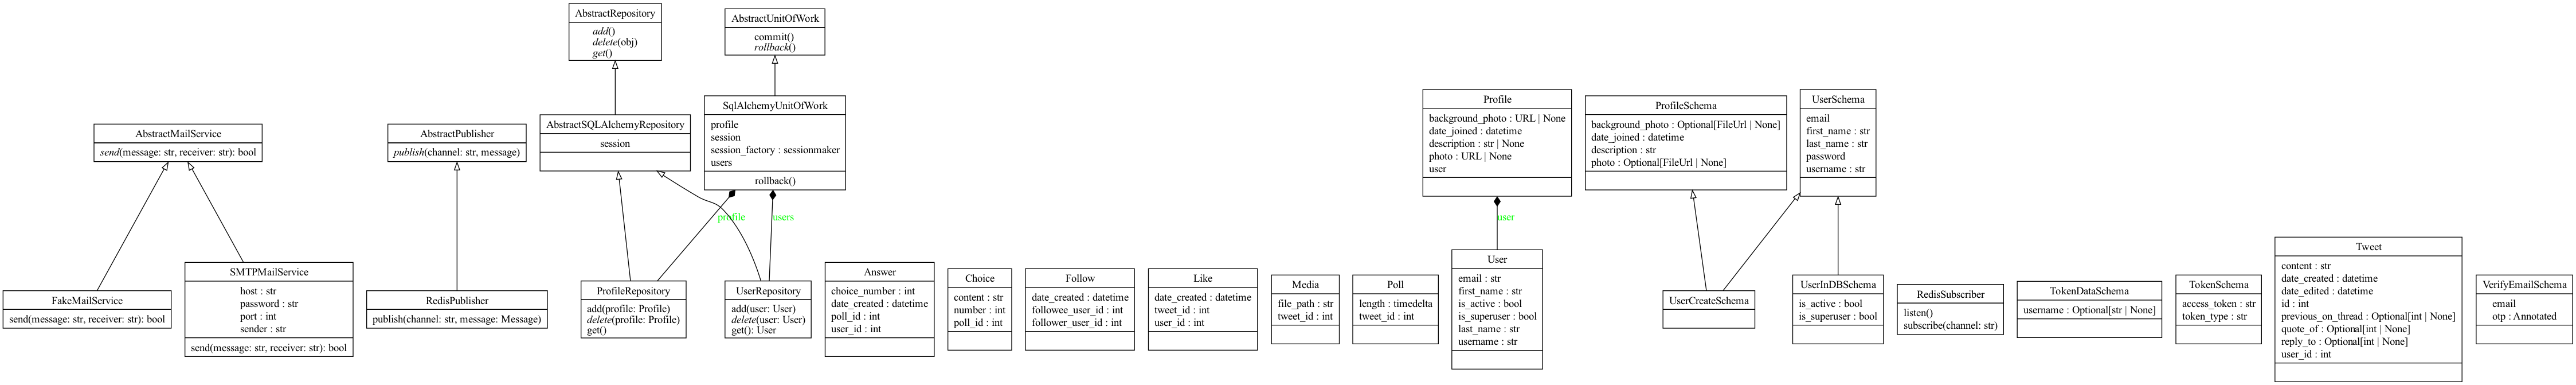 AbstractRepository
add()
delete(obj)
get()
AbstractUnitOfWork
commit()
rollback()
AbstractMailService
send(message: str, receiver: str): bool
AbstractPublisher
publish(channel: str, message)
AbstractSQLAlchemyRepository
session
SqlAlchemyUnitOfWork
profile
session
session_factory : sessionmaker
users
rollback()
Profile
background_photo : URL | None
date_joined : datetime
description : str | None
photo : URL | None
user
ProfileSchema
background_photo : Optional[FileUrl | None]
date_joined : datetime
description : str
photo : Optional[FileUrl | None]
UserSchema
email
first_name : str
last_name : str
password
username : str
profile
users
user
FakeMailService
send(message: str, receiver: str): bool
SMTPMailService
host : str
password : str
port : int
sender : str
send(message: str, receiver: str): bool
RedisPublisher
publish(channel: str, message: Message)
ProfileRepository
add(profile: Profile)
delete(profile: Profile)
get()
UserRepository
add(user: User)
delete(user: User)
get(): User
Answer
choice_number : int
date_created : datetime
poll_id : int
user_id : int
Choice
content : str
number : int
poll_id : int
Follow
date_created : datetime
followee_user_id : int
follower_user_id : int
Like
date_created : datetime
tweet_id : int
user_id : int
Media
file_path : str
tweet_id : int
Poll
length : timedelta
tweet_id : int
User
email : str
first_name : str
is_active : bool
is_superuser : bool
last_name : str
username : str
UserCreateSchema
UserInDBSchema
is_active : bool
is_superuser : bool
RedisSubscriber
listen()
subscribe(channel: str)
TokenDataSchema
username : Optional[str | None]
TokenSchema
access_token : str
token_type : str
Tweet
content : str
date_created : datetime
date_edited : datetime
id : int
previous_on_thread : Optional[int | None]
quote_of : Optional[int | None]
reply_to : Optional[int | None]
user_id : int
VerifyEmailSchema
email
otp : Annotated